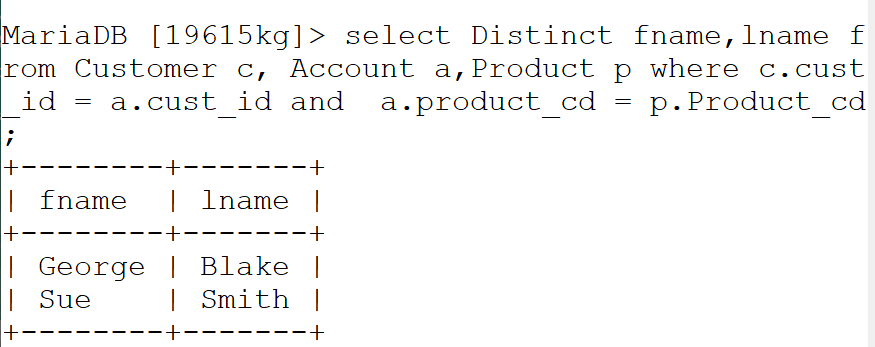 MariaDB [19615kg]> select Distinct fname,lname f
rom Customer c, Account a,Product p where c.cust
_id = a.cust_id and  a.product_cd = p.Product_cd
;
+--------+-------+
| fname  | lname |
+--------+-------+
| George | Blake |
| Sue    | Smith |
+--------+-------+